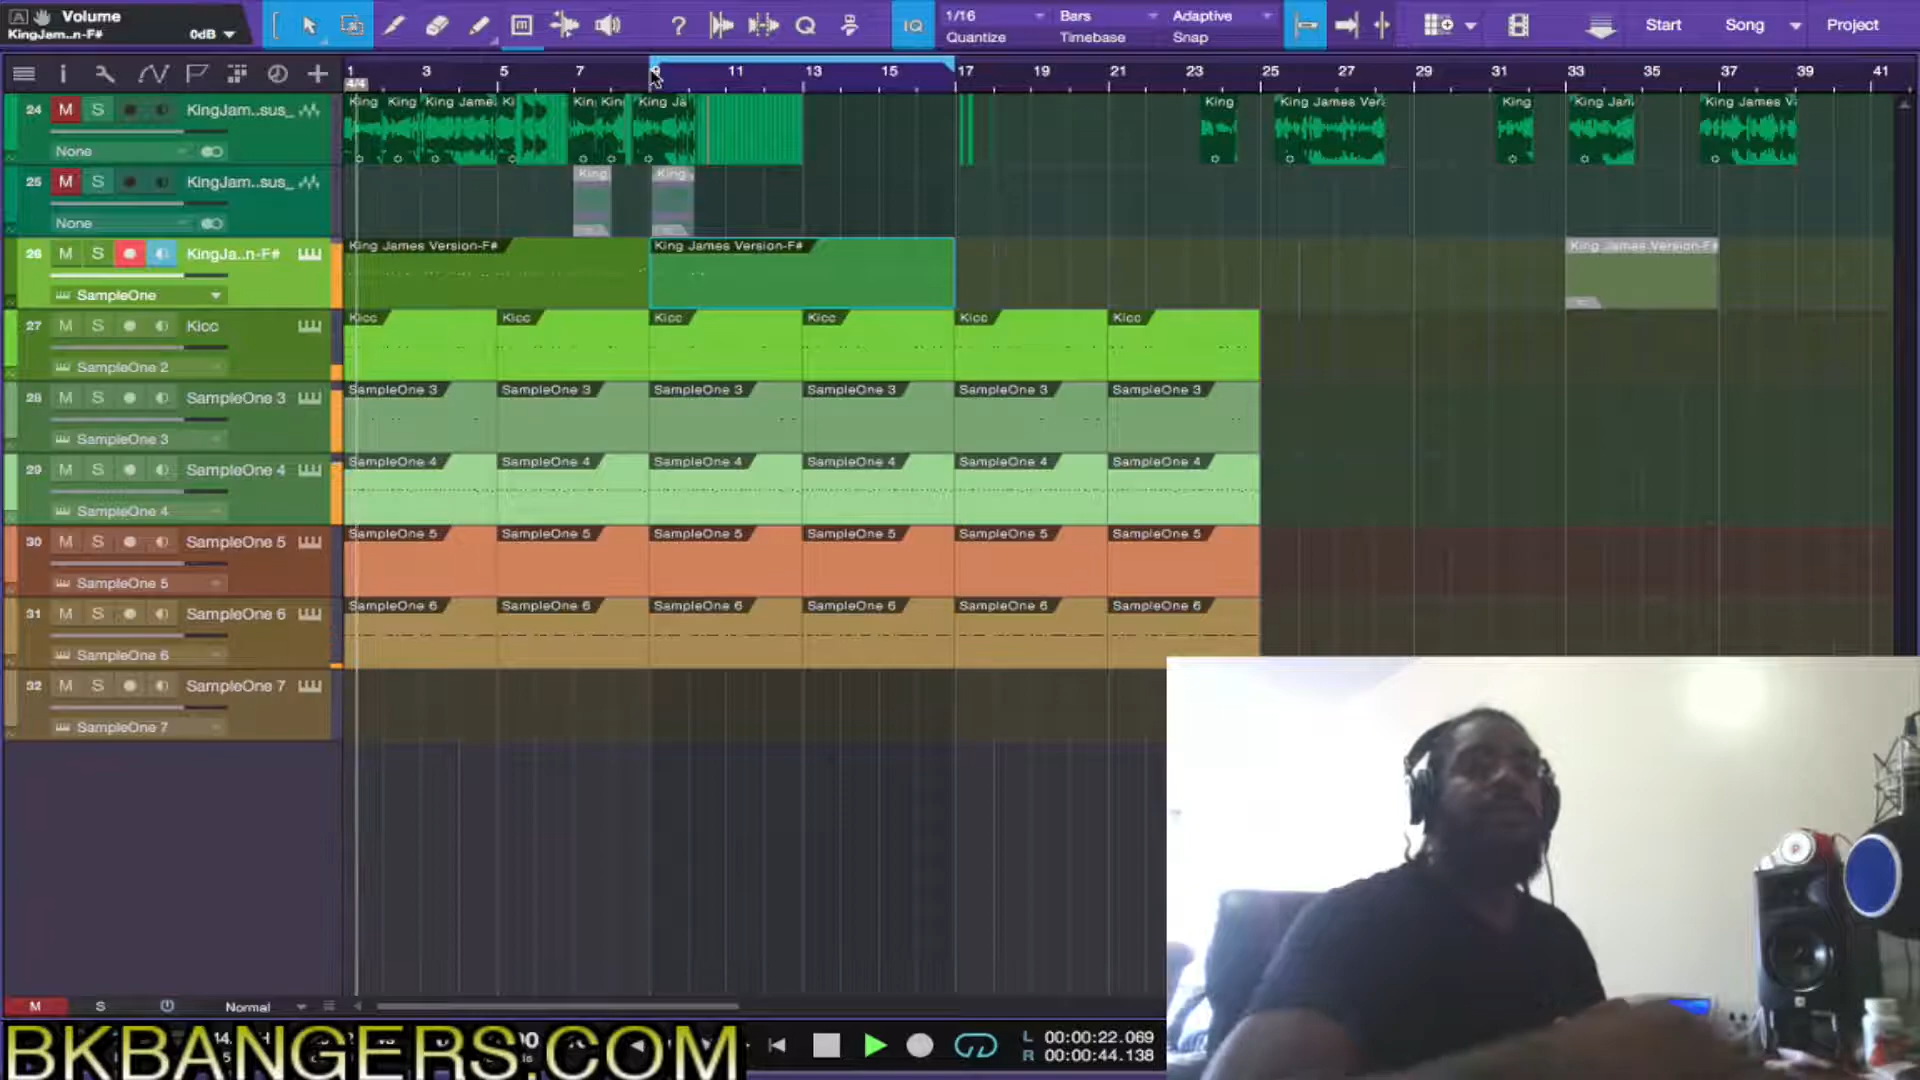 A Volume
KingJam..n-F# 0dB
1/16 Bars Adaptive
Quantize Timebase Snap
IQ
Start Song Project
1 3 5 7 9 11 13 15 17 19 21 23 25 27 29 31 33 35 37 39 41
4/4
24 M S KingJam..sus_
None
25 M S KingJam..sus_
None
26 M S KingJa..n-F#
SampleOne
King James Version-F# King James Version-F# King James Version-F#
27 M S Kicc
SampleOne 2
Kicc Kicc Kicc Kicc Kicc Kicc
28 M S SampleOne 3
SampleOne 3
SampleOne 3 SampleOne 3 SampleOne 3 SampleOne 3 SampleOne 3 SampleOne 3
29 M S SampleOne 4
SampleOne 4
SampleOne 4 SampleOne 4 SampleOne 4 SampleOne 4 SampleOne 4 SampleOne 4
30 M S SampleOne 5
SampleOne 5
SampleOne 5 SampleOne 5 SampleOne 5 SampleOne 5 SampleOne 5 SampleOne 5
31 M S SampleOne 6
SampleOne 6
SampleOne 6 SampleOne 6 SampleOne 6 SampleOne 6 SampleOne 6 SampleOne 6
32 M S SampleOne 7
SampleOne 7
M S Normal
BKBANGERS.COM
L 00:00:22.069
R 00:00:44.138